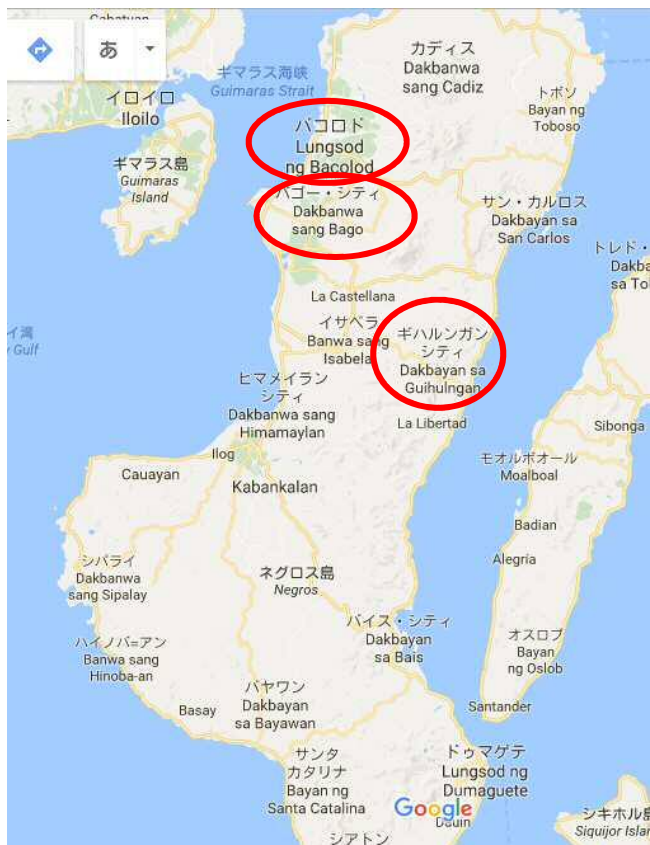 Cabatuan
あ
カディス
Dakbanwa
sang Cadiz
ギマラス海峡
Guimaras Strait
トボソ
Bayan ng
Toboso
イロイロ
Iloilo
バコロド
Lungsod
ng Bacolod
ギマラス島
Guimaras
Island
バゴー・シティ
Dakbanwa
sang Bago
サン・カルロス
Dakbayan sa
San Carlos
トレド・
Dakba
sa To
La Castellana
イ湾
y Gulf
イサベラ
Banwa sang
Isabela
ギハルンガン
シティ
Dakbayan sa
Guihulngan
ヒマメイラン
シティ
Dakbanwa sang
Himamaylan
La Libertad
Sibonga
Ilog
モオルボオール
Moalboal
Cauayan
Kabankalan
Badian
シパライ
Dakbanwa
sang Sipalay
ネグロス島
Negros
Alegria
バイス・シティ
Dakbayan
sa Bais
ハイノバ=アン
Banwa sang
Hinoba-an
オスロブ
Bayan
ng Oslob
バヤワン
Dakbayan
sa Bayawan
Basay
Santander
サンタ
カタリナ
Bayan ng
Santa Catalina
ドゥマゲテ
Lungsod ng
Dumaguete
Google
Dauin
シキホル島
Siquijor Islan
シアトン